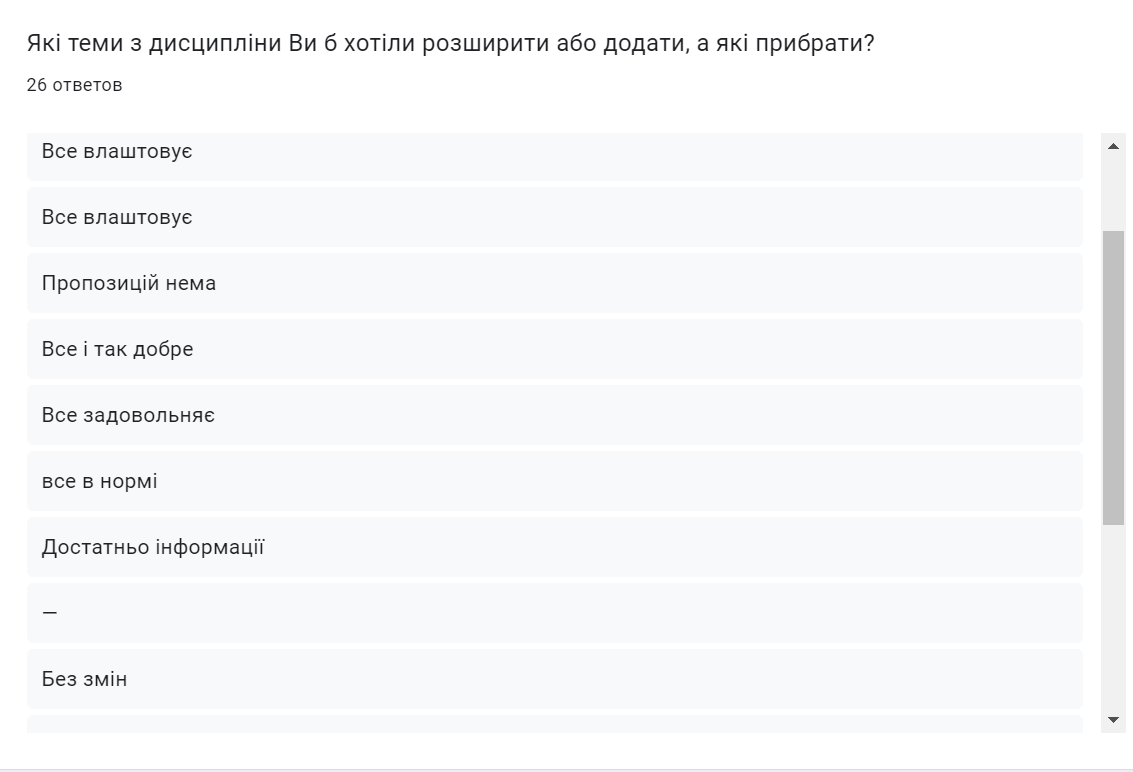 Які теми з дисципліни Ви б хотіли розширити або додати, а які прибрати?
26 ответов
Все влаштовує
Все влаштовує
Пропозицій нема
Все і так добре
Все задовольняє
все в нормі
Достатньо інформації
—
Без змін